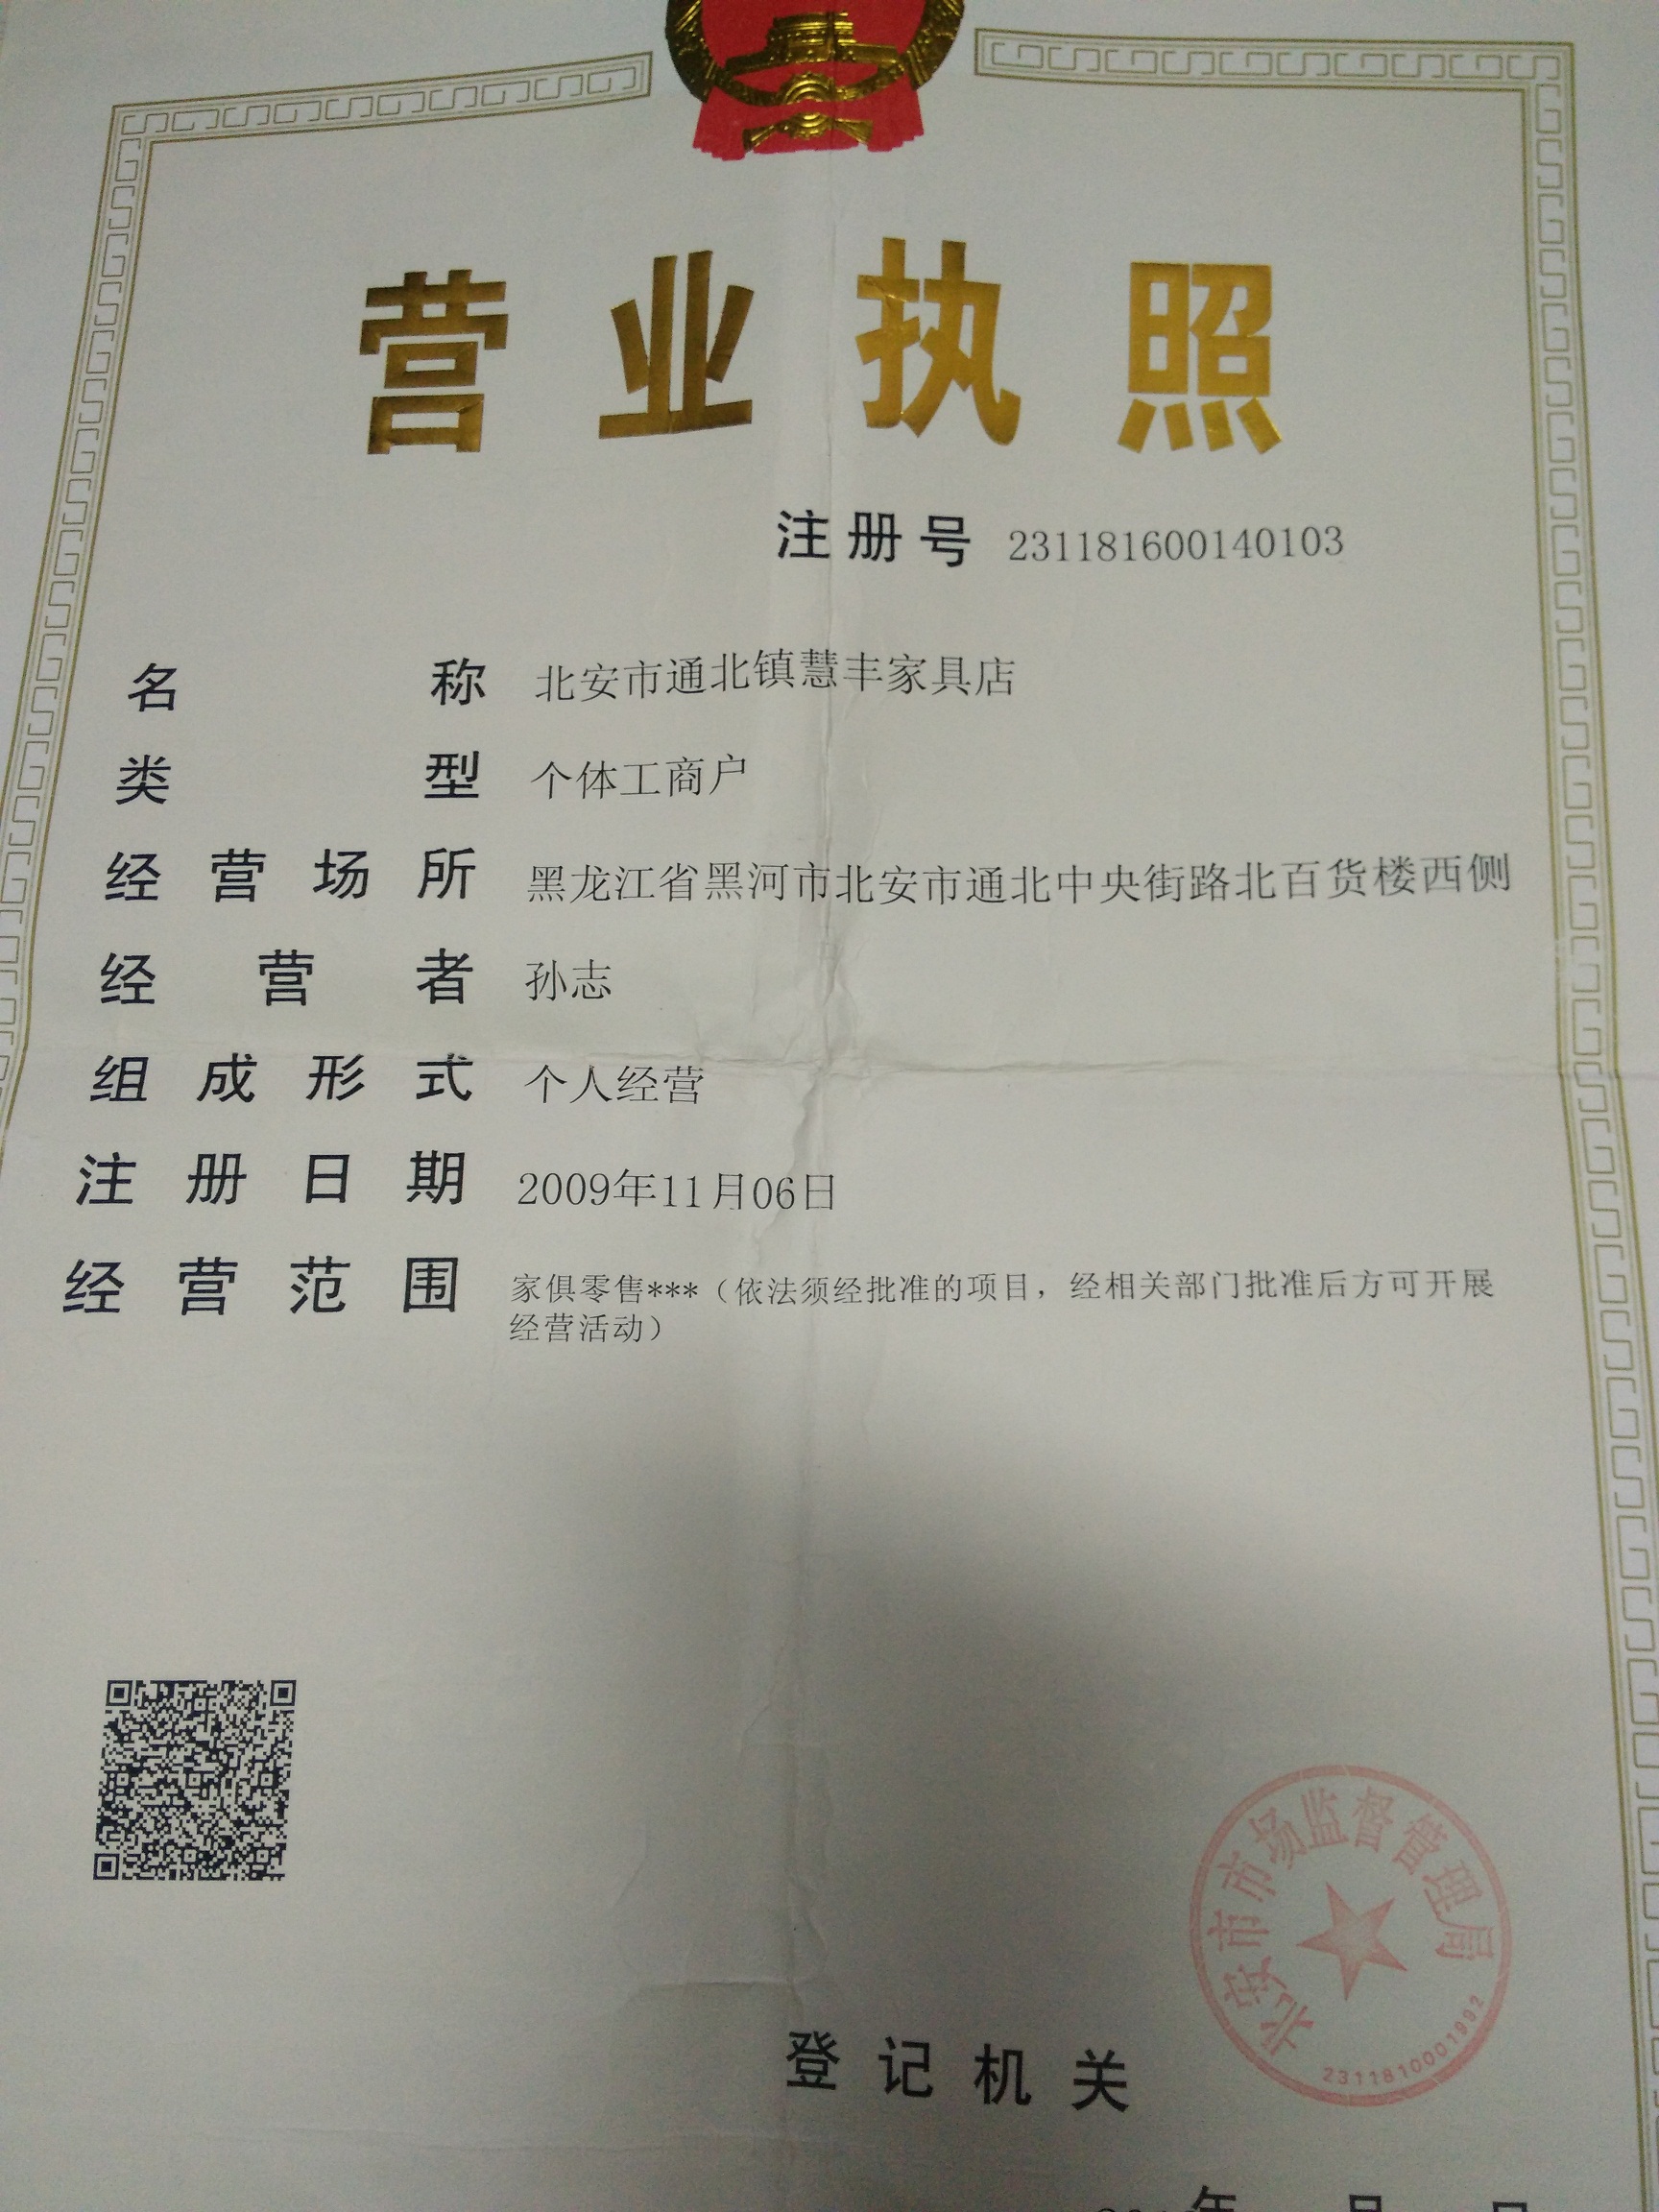 营业执照
注册号 231181600140103
名称 北安市通北镇慧丰家具店
类型 个体工商户
经营场所 黑龙江省黑河市北安市通北中央街路北百货楼西侧
经营者 孙志
组成形式 个人经营
注册日期 2009年11月06日
经营范围 家俱零售***（依法须经批准的项目，经相关部门批准后方可开展
经营活动）
北安市市场监督管理局
2311810001992
登记机关
年 月 日